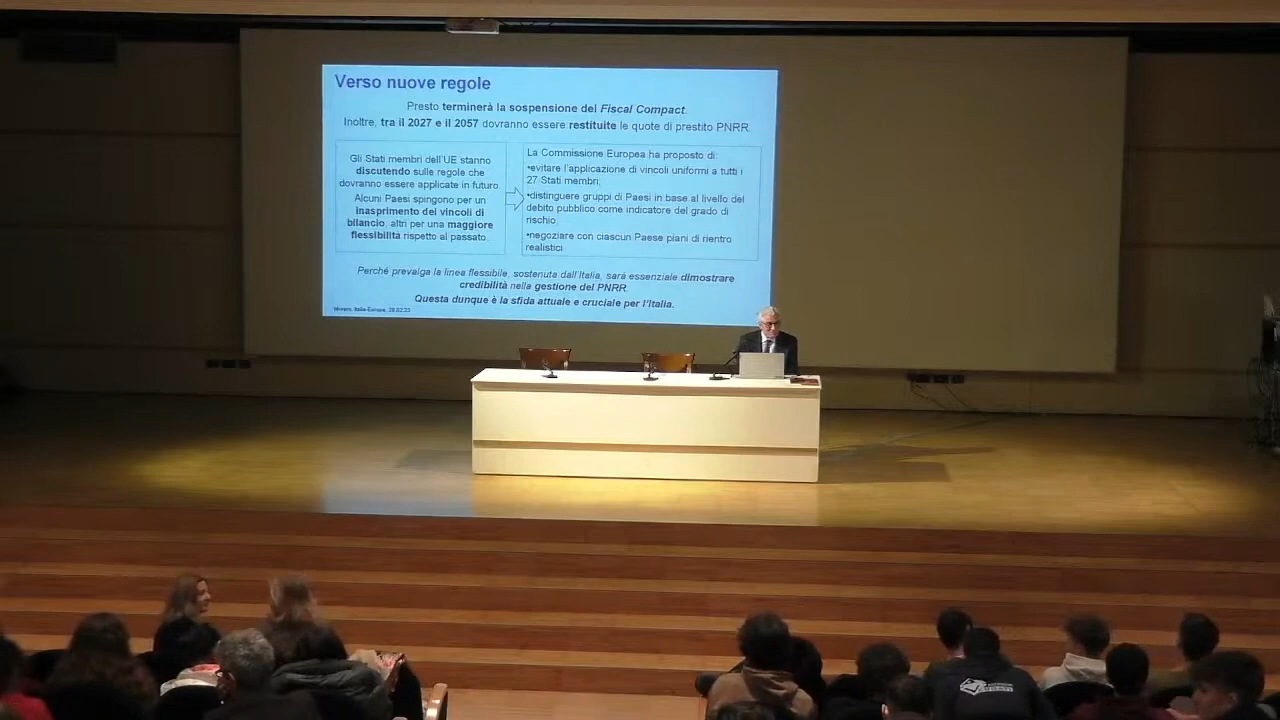 Verso nuove regole
Presto terminerà la sospensione del Fiscal Compact.
Inoltre, tra il 2027 e il 2057 dovranno essere restituite le quote di prestito PNRR.
Gli Stati membri dell'UE stanno
discutendo sulle regole che
dovranno essere applicate in futuro
Alcuni Paesi spingono per un
inasprimento dei vincoli di
bilancio, altri per una maggiore
flessibilità rispetto al passato.
La Commissione Europea ha proposto di:
•evitare l'applicazione di vincoli uniformi a tutti i
27 Stati membri;
•distinguere gruppi di Paesi in base al livello del
debito pubblico come indicatore del grado di
rischio;
•negoziare con ciascun Paese piani di rientro
realistici
Perché prevalga la linea flessibile, sostenuta dall'Italia, sarà essenziale dimostrare
credibilità nella gestione del PNRR.
Questa dunque è la sfida attuale e cruciale per l'Italia.
Italia-Europa, 28.02.23